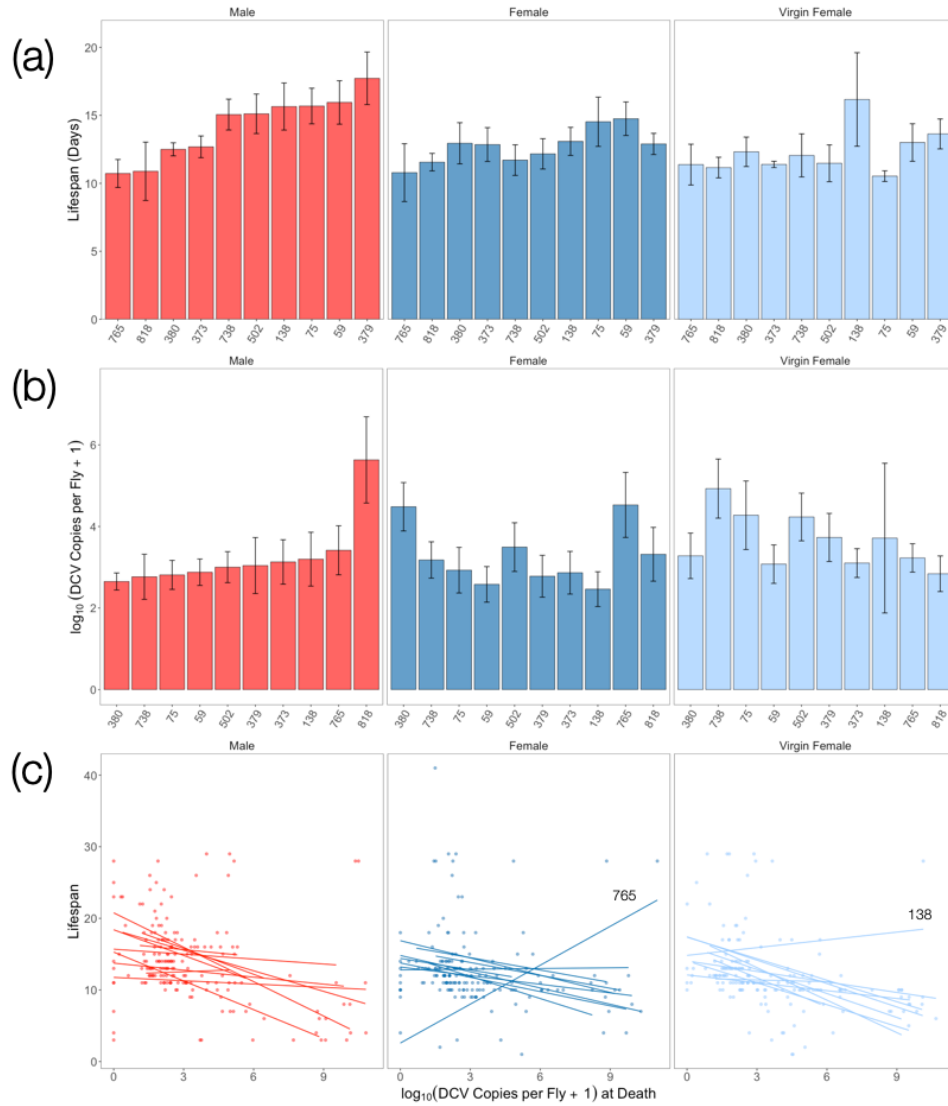 (a)
Male Female Virgin Female
Lifespan (Days)
20
15
10
5
0
765 818 380 373 738 502 138 75 59 379
765 818 380 373 738 502 138 75 59 379
765 818 380 373 738 502 138 75 59 379
(b)
Male Female Virgin Female
log₁₀ (DCV Copies per Fly + 1)
6
4
2
0
380 738 75 59 502 379 373 138 765 818
380 738 75 59 502 379 373 138 765 818
380 738 75 59 502 379 373 138 765 818
(c)
Male Female Virgin Female
Lifespan
40
30
20
10
0
765
138
0 3 6 9
0 3 6 9
0 3 6 9
log₁₀(DCV Copies per Fly + 1) at Death